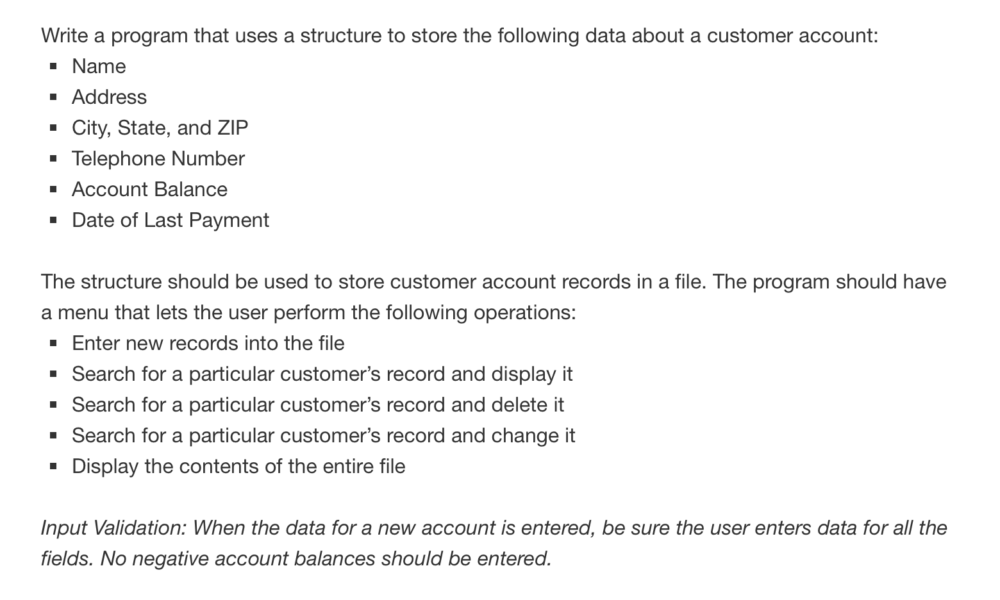 Write a program that uses a structure to store the following data about a customer account:
▪ Name
▪ Address
▪ City, State, and ZIP
▪ Telephone Number
▪ Account Balance
▪ Date of Last Payment
The structure should be used to store customer account records in a file. The program should have
a menu that lets the user perform the following operations:
▪ Enter new records into the file
▪ Search for a particular customer’s record and display it
▪ Search for a particular customer’s record and delete it
▪ Search for a particular customer’s record and change it
▪ Display the contents of the entire file
Input Validation: When the data for a new account is entered, be sure the user enters data for all the
fields. No negative account balances should be entered.